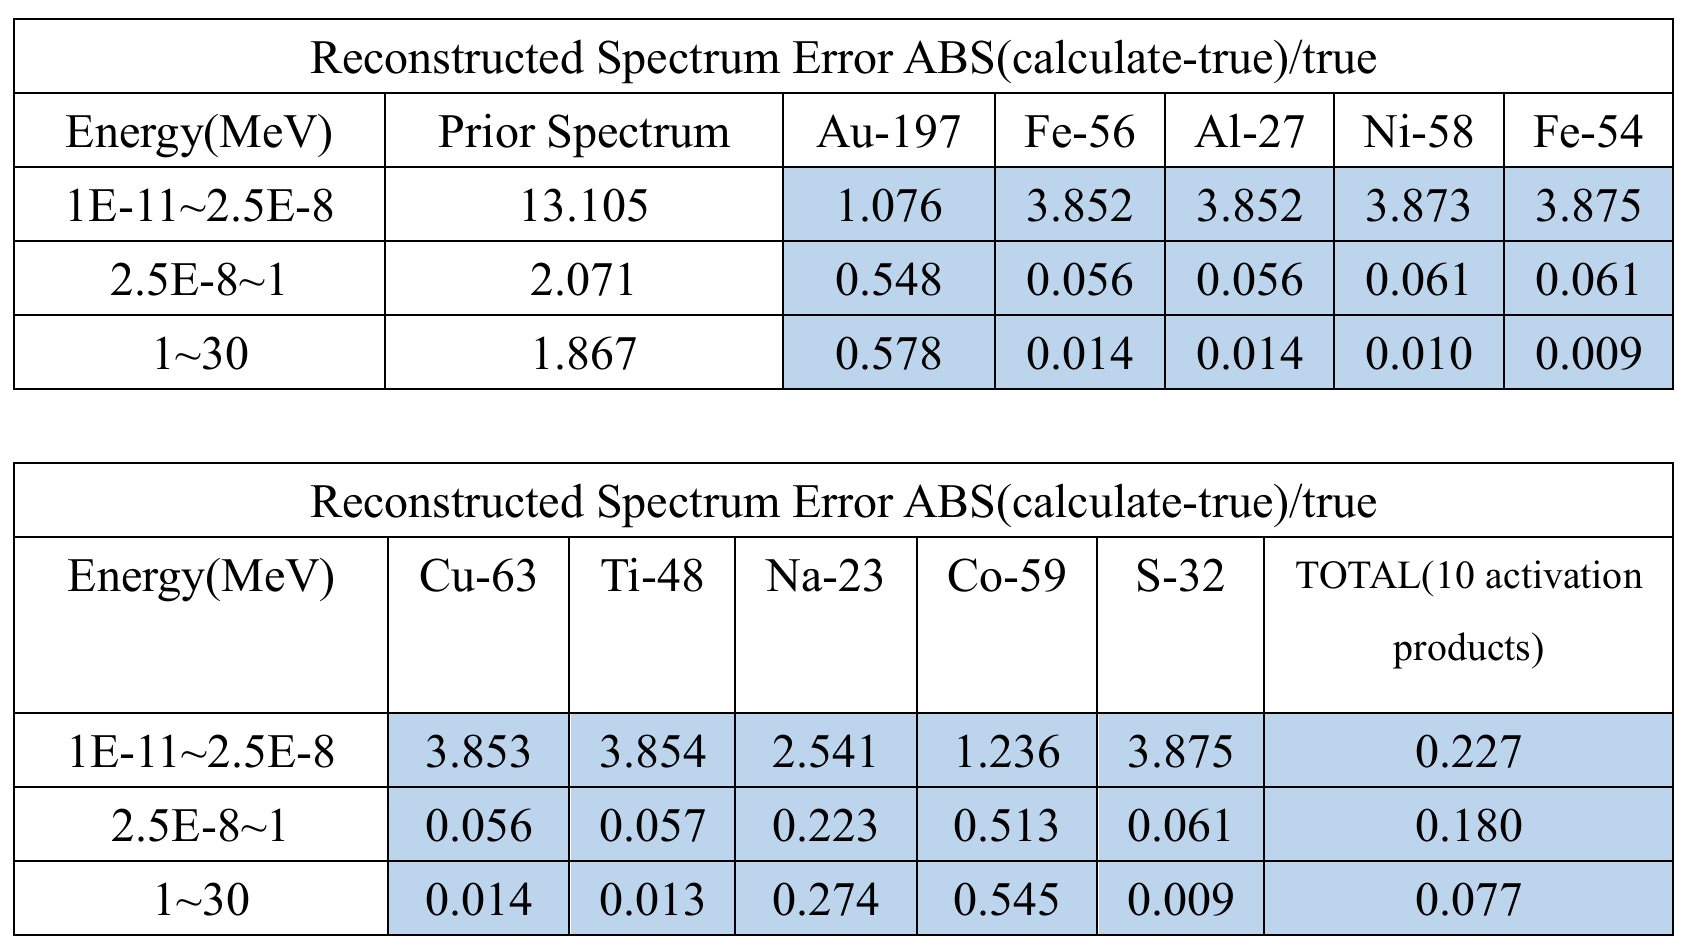 Reconstructed Spectrum Error ABS(calculate-true)/true
Energy(MeV) Prior Spectrum Au-197 Fe-56 Al-27 Ni-58 Fe-54
1E-11~2.5E-8 13.105 1.076 3.852 3.852 3.873 3.875
2.5E-8~1 2.071 0.548 0.056 0.056 0.061 0.061
1~30 1.867 0.578 0.014 0.014 0.010 0.009
Reconstructed Spectrum Error ABS(calculate-true)/true
Energy(MeV) Cu-63 Ti-48 Na-23 Co-59 S-32 TOTAL(10 activation
products)
1E-11~2.5E-8 3.853 3.854 2.541 1.236 3.875 0.227
2.5E-8~1 0.056 0.057 0.223 0.513 0.061 0.180
1~30 0.014 0.013 0.274 0.545 0.009 0.077